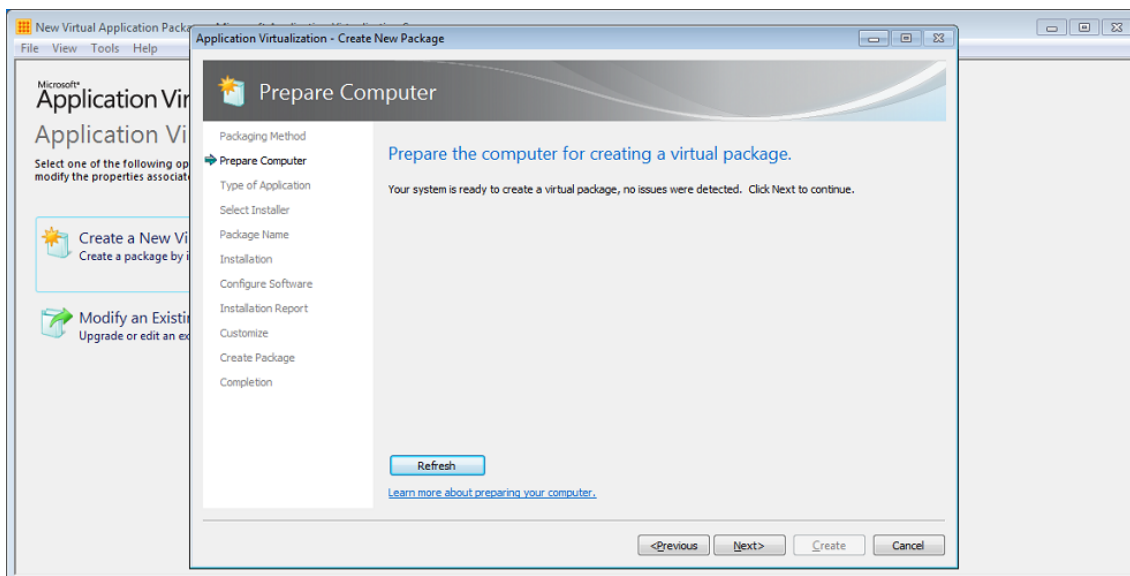 New Virtual Application Packa
File View Tools Help
Microsoft*
Application Vir
Application Vi
Select one of the following op
modify the properties associat
Create a New Vi
Create a package by i
Modify an Existin
Upgrade or edit an ex
Application Virtualization - Create New Package
Prepare Computer
Packaging Method
Prepare Computer
Type of Application
Select Installer
Package Name
Installation
Configure Software
Installation Report
Customize
Create Package
Completion
Prepare the computer for creating a virtual package.
Your system is ready to create a virtual package, no issues were detected. Click Next to continue.
Refresh
Learn more about preparing your computer.
<Previous Next> Create Cancel